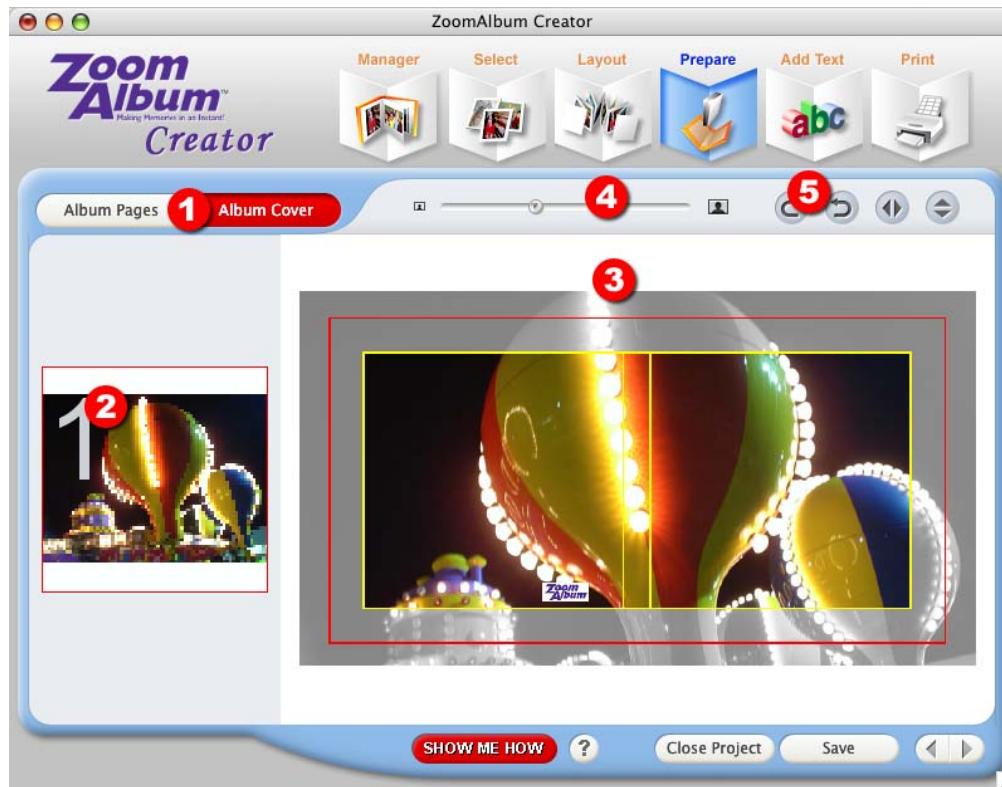 ZoomAlbum Creator
Zoom
Album™
Making Memories in an Instant!
Creator
Manager Select Layout Prepare Add Text Print
abc
Album Pages 1 Album Cover
4
5
3
1 2
Zoom
Album
SHOW ME HOW ? Close Project Save